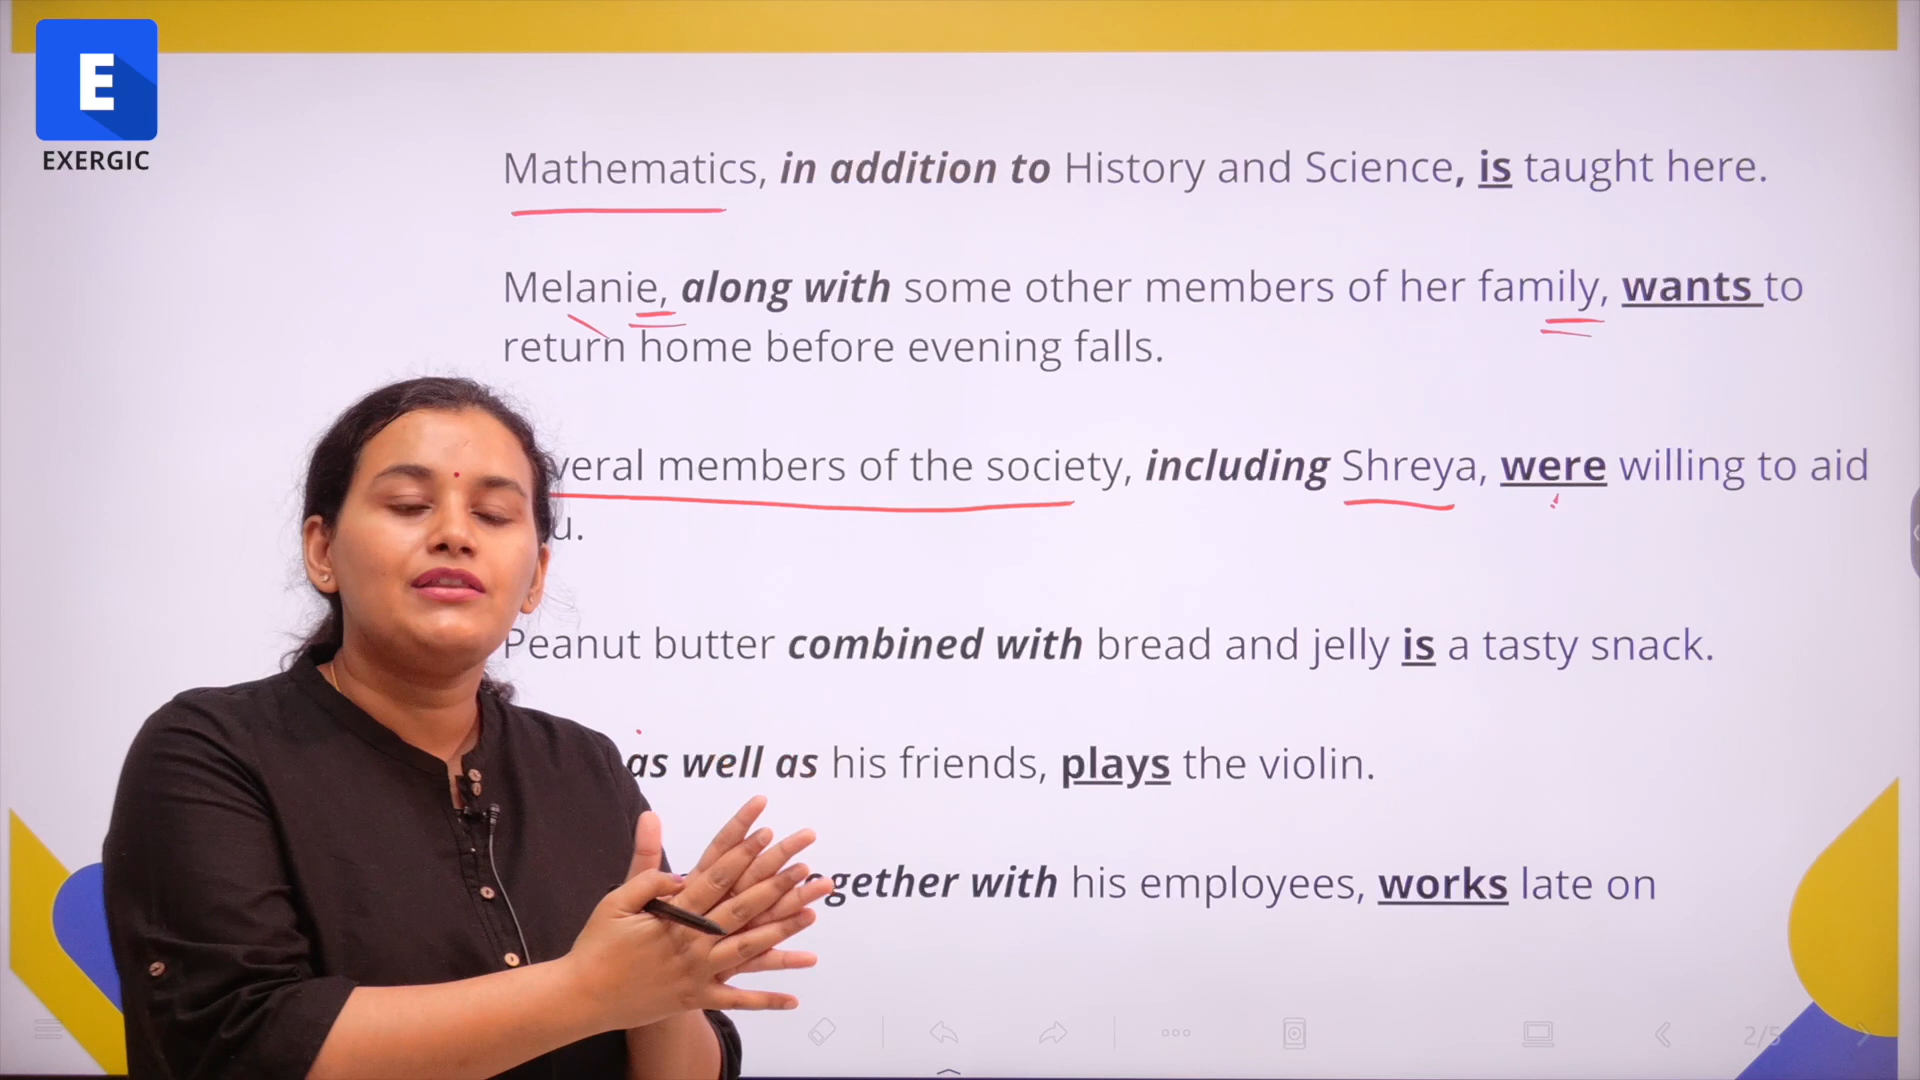 E
EXERGIC
Mathematics, in addition to History and Science, is taught here.
Melanie, along with some other members of her family, wants to
return home before evening falls.
members of the society, including Shreya, were willing to aid
Peanut butter combined with bread and jelly is a tasty snack.
as well as his friends, plays the violin.
with his employees, works late on
2/5